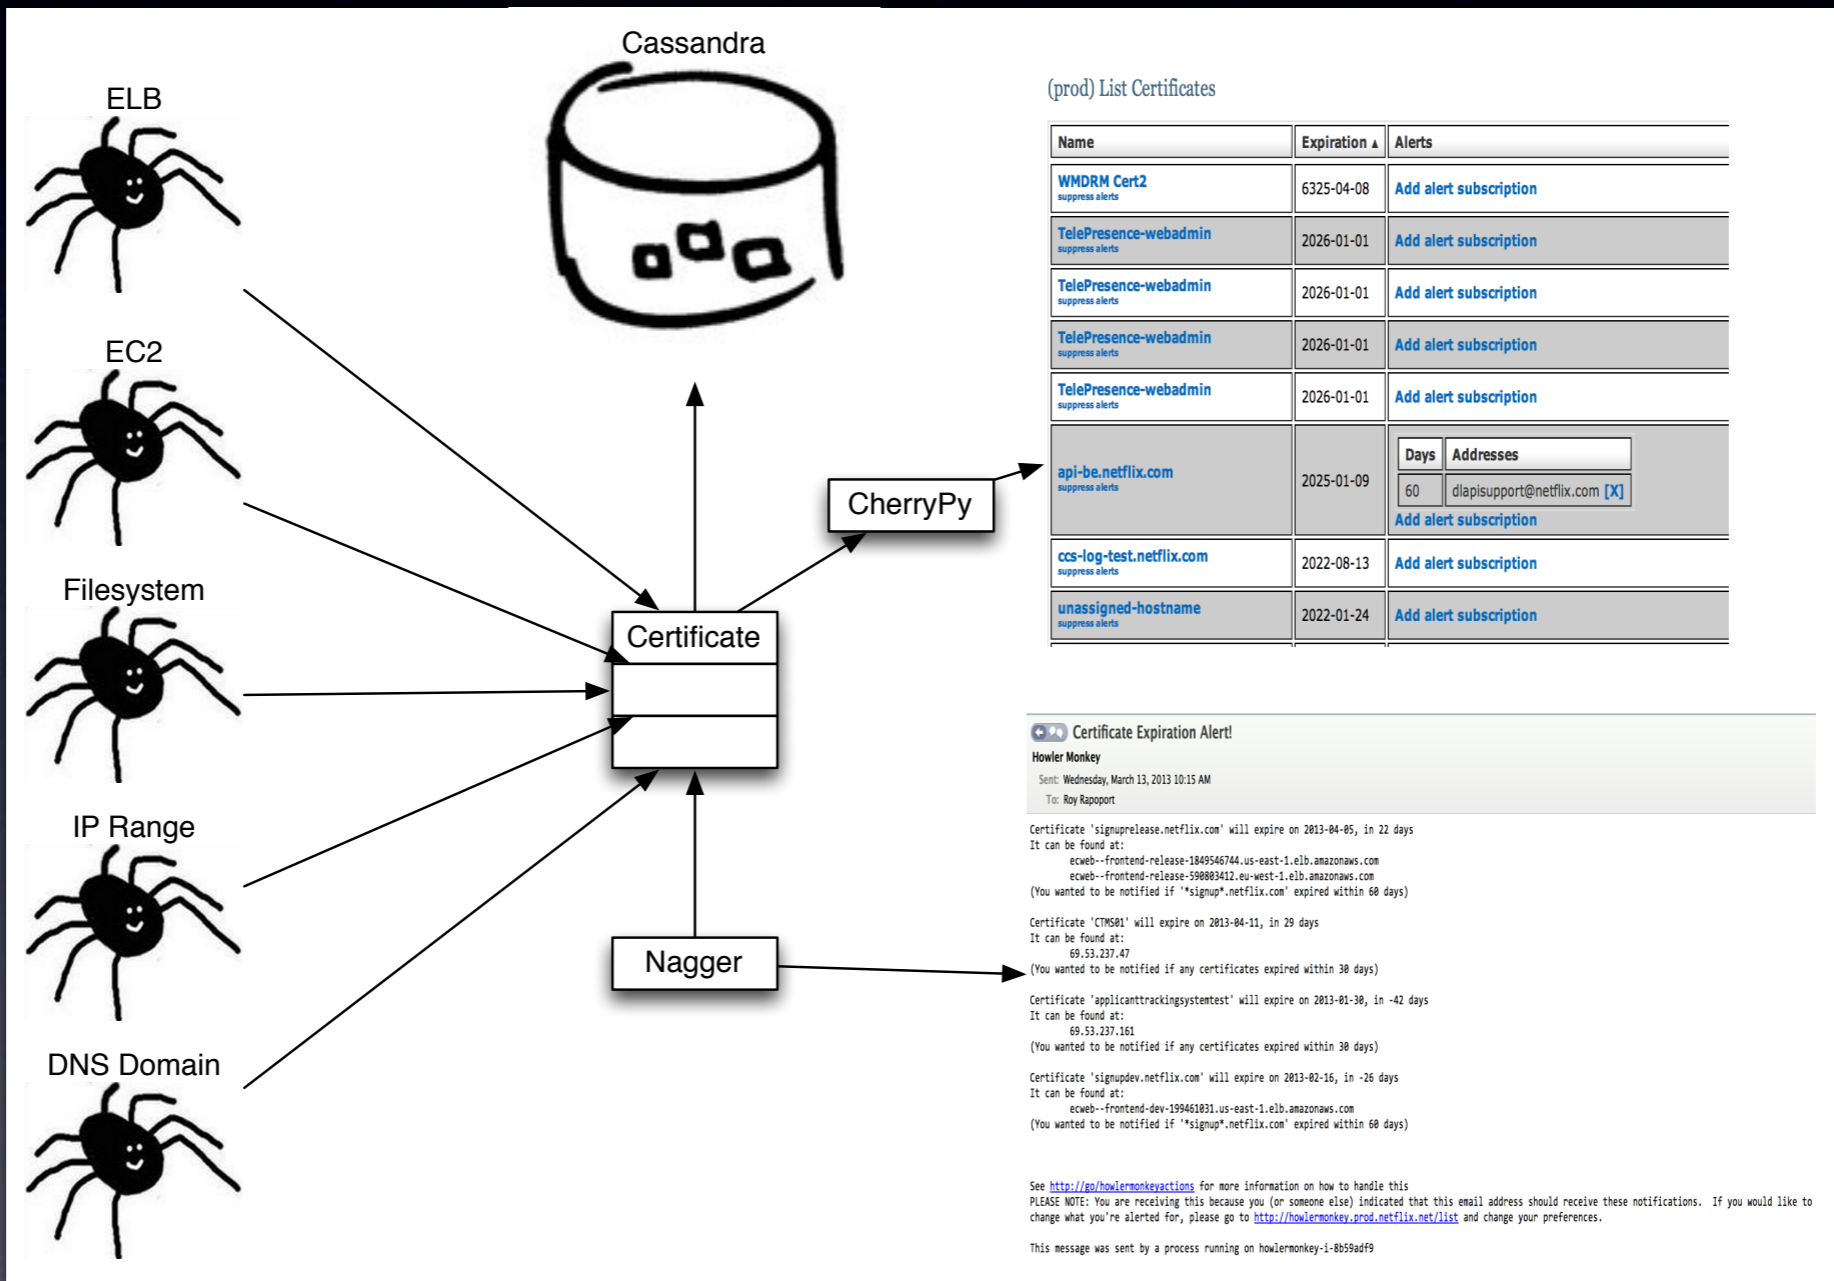 Cassandra
ELB
EC2
Filesystem
IP Range
DNS Domain
Certificate
CherryPy
Nagger
(prod) List Certificates
Name Expiration ▲ Alerts
WMDRM Cert2 6325-04-08 Add alert subscription
suppress alerts
TelePresence-webadmin 2026-01-01 Add alert subscription
suppress alerts
TelePresence-webadmin 2026-01-01 Add alert subscription
suppress alerts
TelePresence-webadmin 2026-01-01 Add alert subscription
suppress alerts
TelePresence-webadmin 2026-01-01 Add alert subscription
suppress alerts
Days Addresses
api-be.netflix.com 2025-01-09 60 dlapisupport@netflix.com [X]
suppress alerts
Add alert subscription
ccs-log-test.netflix.com 2022-08-13 Add alert subscription
suppress alerts
unassigned-hostname 2022-01-24 Add alert subscription
suppress alerts
Certificate Expiration Alert!
Howler Monkey
Sent: Wednesday, March 13, 2013 10:15 AM
To: Roy Rapoport
Certificate 'signuprelease.netflix.com' will expire on 2013-04-05, in 22 days
It can be found at:
ecweb--frontend-release-1849546744.us-east-1.elb.amazonaws.com
ecweb--frontend-release-590803412.eu-west-1.elb.amazonaws.com
(You wanted to be notified if '*signup*.netflix.com' expired within 60 days)
Certificate 'CTMS01' will expire on 2013-04-11, in 29 days
It can be found at:
69.53.237.47
(You wanted to be notified if any certificates expired within 30 days)
Certificate 'applicanttrackingsystemtest' will expire on 2013-01-30, in -42 days
It can be found at:
69.53.237.161
(You wanted to be notified if any certificates expired within 30 days)
Certificate 'signupdev.netflix.com' will expire on 2013-02-16, in -26 days
It can be found at:
ecweb--frontend-dev-199461031.us-east-1.elb.amazonaws.com
(You wanted to be notified if '*signup*.netflix.com' expired within 60 days)
See http://go/howlermonkeyactions for more information on how to handle this
PLEASE NOTE: You are receiving this because you (or someone else) indicated that this email address should receive these notifications. If you would like to
change what you're alerted for, please go to http://howlermonkey.prod.netflix.net/list and change your preferences.
This message was sent by a process running on howlermonkey-i-8b59adf9